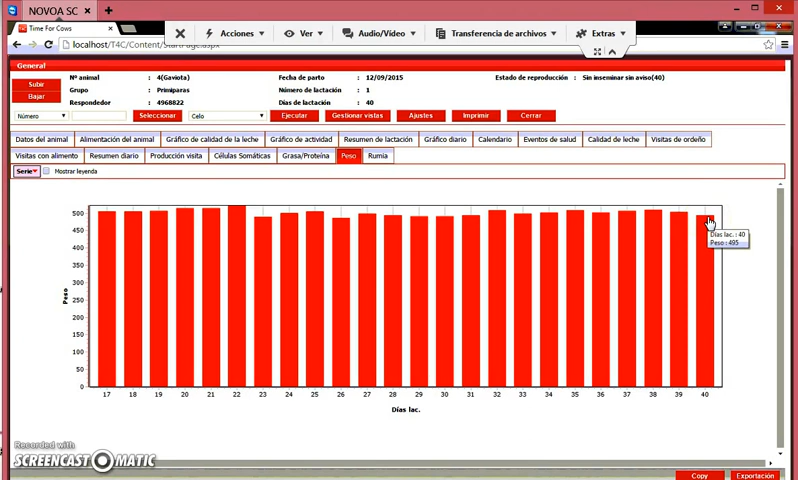 NOVOA SC
Time For Cows
localhost/T4C/Content/StartPage.aspx
Acciones
Ver
Audio/Vídeo
Transferencia de archivos
Extras
General
Subir
Bajar
Nº animal : 4(Gaviota)
Grupo : Primiparas
Respondedor : 4968822
Fecha de parto : 12/09/2015
Número de lactación : 1
Días de lactación : 40
Estado de reproducción : Sin inseminar sin aviso(40)
Número
Seleccionar
Celo
Ejecutar
Gestionar vistas
Ajustes
Imprimir
Cerrar
Datos del animal
Alimentación del animal
Gráfico de calidad de la leche
Gráfico de actividad
Resumen de lactación
Gráfico diario
Calendario
Eventos de salud
Calidad de leche
Visitas de ordeño
Visitas con alimento
Resumen diario
Producción visita
Células Somáticas
Grasa/Proteína
Peso
Rumia
Serie
Mostrar leyenda
500
450
400
350
300
250
200
150
100
50
0
Peso
Días lac. : 40
Peso : 495
17 18 19 20 21 22 23 24 25 26 27 28 29 30 31 32 33 34 35 36 37 38 39 40
Días lac.
Recorded with
SCREENCAST-O-MATIC
Copy
Exportación